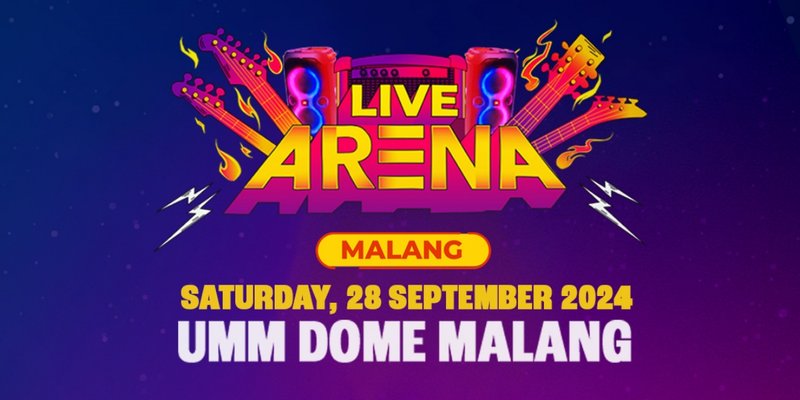 LIVE
ARENA
MALANG
SATURDAY, 28 SEPTEMBER 2024
UMM DOME MALANG